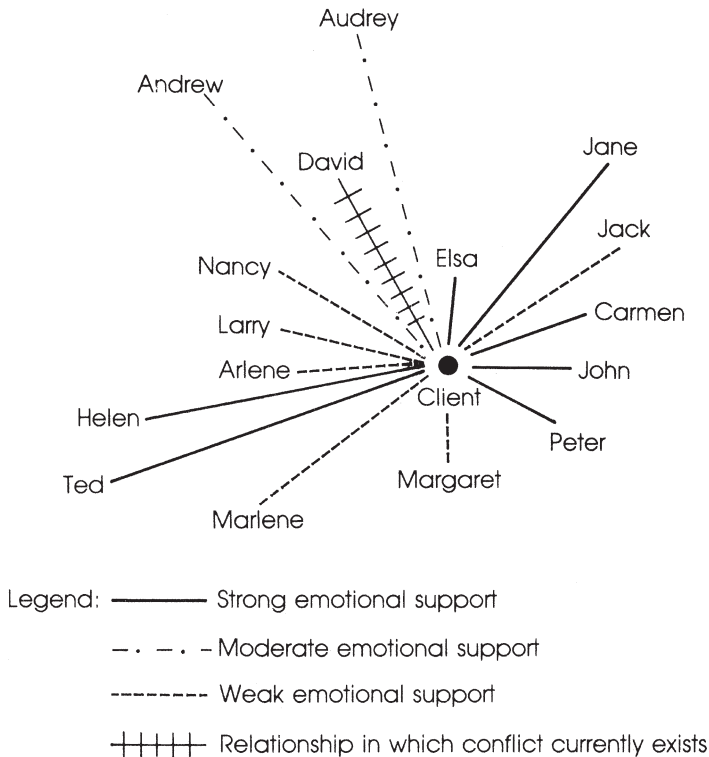 Audrey
Andrew
Jane
David
Jack
Elsa
Nancy
Carmen
Larry
Arlene
John
Client
Helen
Peter
Margaret
Ted
Marlene
Legend:
Strong emotional support
Moderate emotional support
Weak emotional support
Relationship in which conflict currently exists